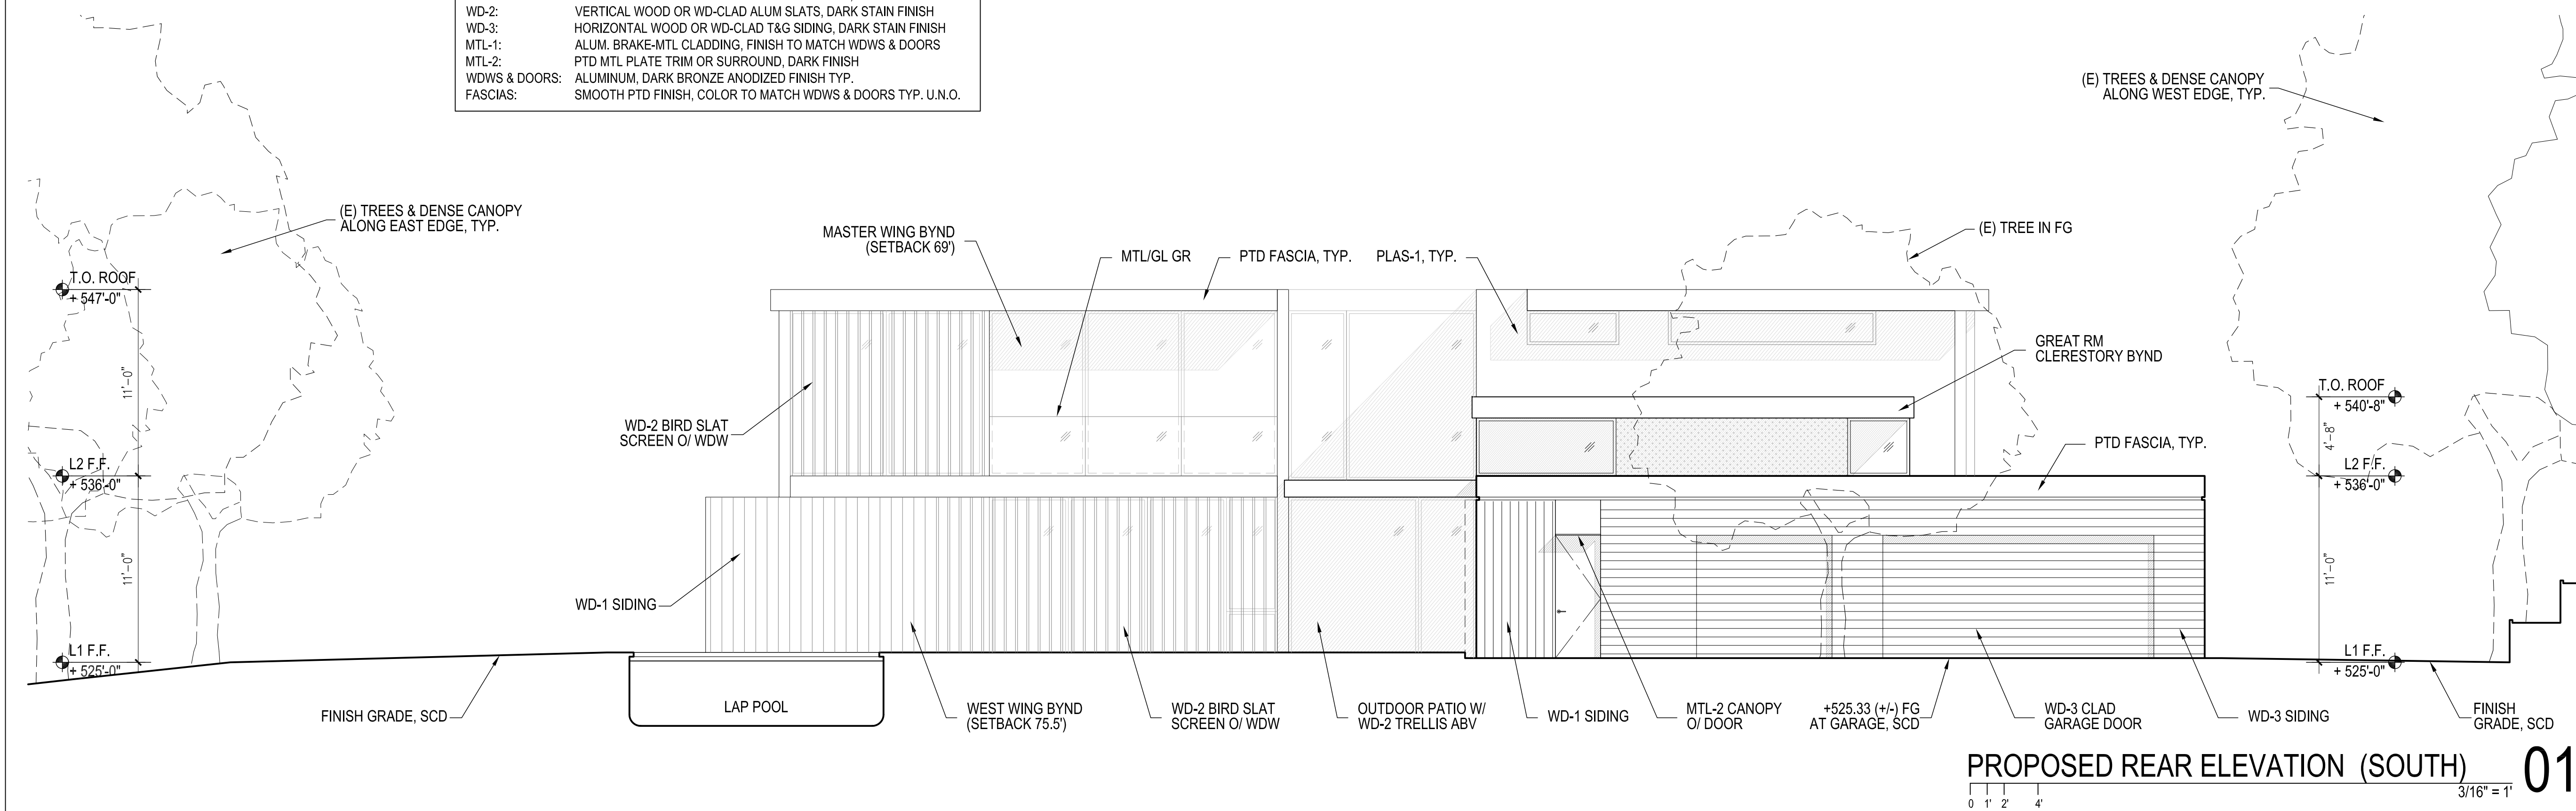 WD-2: VERTICAL WOOD OR WD-CLAD ALUM SLATS, DARK STAIN FINISH
WD-3: HORIZONTAL WOOD OR WD-CLAD T&G SIDING, DARK STAIN FINISH
MTL-1: ALUM. BRAKE-MTL CLADDING, FINISH TO MATCH WDWS & DOORS
MTL-2: PTD MTL PLATE TRIM OR SURROUND, DARK FINISH
WDWS & DOORS: ALUMINUM, DARK BRONZE ANODIZED FINISH TYP.
FASCIAS: SMOOTH PTD FINISH, COLOR TO MATCH WDWS & DOORS TYP. U.N.O.
(E) TREES & DENSE CANOPY
ALONG WEST EDGE, TYP.
(E) TREES & DENSE CANOPY
ALONG EAST EDGE, TYP.
MASTER WING BYND
(SETBACK 69')
MTL/GL GR
PTD FASCIA, TYP.
PLAS-1, TYP.
(E) TREE IN FG
T.O. ROOF
+ 547'-0"
11'-0"
L2 F.F.
+ 536'-0"
11'-0"
L1 F.F.
+ 525'-0"
WD-2 BIRD SLAT
SCREEN O/ WDW
WD-1 SIDING
GREAT RM
CLERESTORY BYND
PTD FASCIA, TYP.
T.O. ROOF
+ 540'-8"
4'-8"
L2 F.F.
+ 536'-0"
11'-0"
L1 F.F.
+ 525'-0"
FINISH GRADE, SCD
LAP POOL
WEST WING BYND
(SETBACK 75.5')
WD-2 BIRD SLAT
SCREEN O/ WDW
OUTDOOR PATIO W/
WD-2 TRELLIS ABV
WD-1 SIDING
MTL-2 CANOPY
O/ DOOR
+525.33 (+/-) FG
AT GARAGE, SCD
WD-3 CLAD
GARAGE DOOR
WD-3 SIDING
FINISH
GRADE, SCD
PROPOSED REAR ELEVATION (SOUTH) 01
3/16" = 1'
0 1' 2' 4'